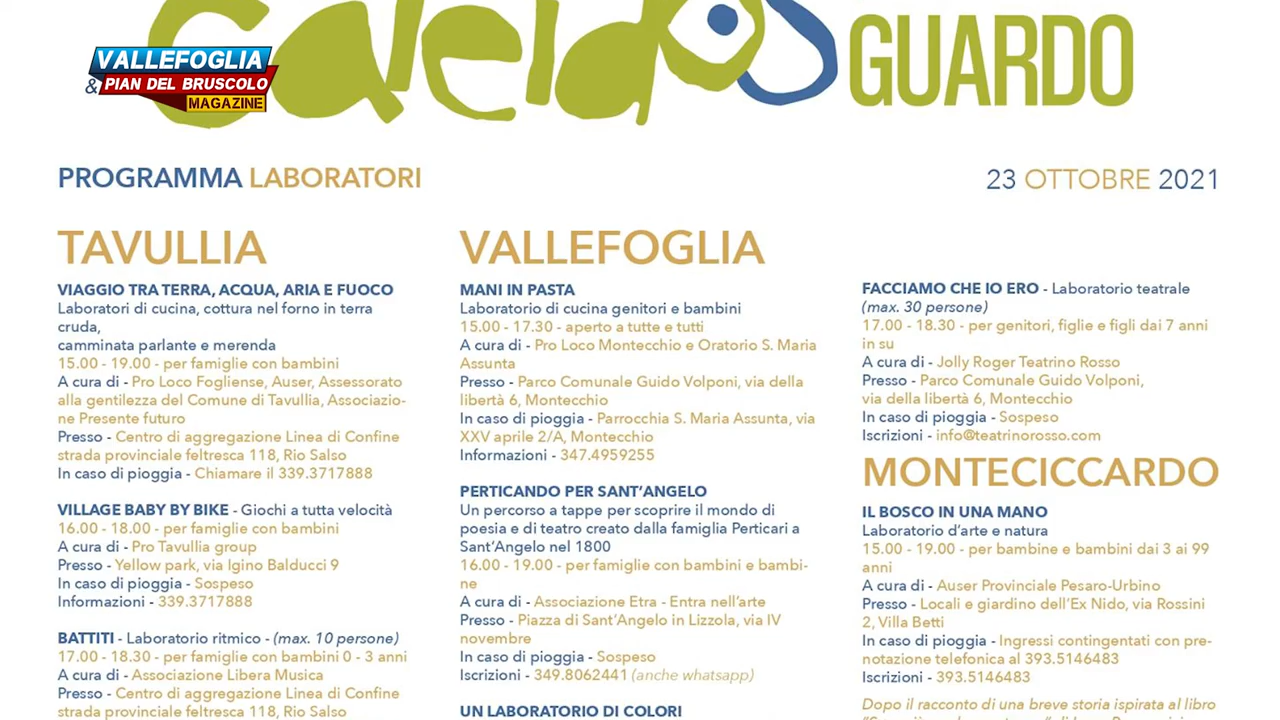 caleidoS GUARDO
VALLEFOGLIA
& PIAN DEL BRUSCOLO
MAGAZINE
PROGRAMMA LABORATORI
23 OTTOBRE 2021
TAVULLIA
VIAGGIO TRA TERRA, ACQUA, ARIA E FUOCO
Laboratori di cucina, cottura nel forno in terra
cruda,
camminata parlante e merenda
15.00 - 19.00 - per famiglie con bambini
A cura di - Pro Loco Fogliense, Auser, Assessorato
alla gentilezza del Comune di Tavullia, Associazio-
ne Presente futuro
Presso - Centro di aggregazione Linea di Confine
strada provinciale feltresca 118, Rio Salso
In caso di pioggia - Chiamare il 339.3717888
VILLAGE BABY BY BIKE - Giochi a tutta velocità
16.00 - 18.00 - per famiglie con bambini
A cura di - Pro Tavullia group
Presso - Yellow park, via Igino Balducci 9
In caso di pioggia - Sospeso
Informazioni - 339.3717888
BATTITI - Laboratorio ritmico - (max. 10 persone)
17.00 - 18.30 - per famiglie con bambini 0 - 3 anni
A cura di - Associazione Libera Musica
Presso - Centro di aggregazione Linea di Confine
strada provinciale feltresca 118, Rio Salso
VALLEFOGLIA
MANI IN PASTA
Laboratorio di cucina genitori e bambini
15.00 - 17.30 - aperto a tutte e tutti
A cura di - Pro Loco Montecchio e Oratorio S. Maria
Assunta
Presso - Parco Comunale Guido Volponi, via della
libertà 6, Montecchio
In caso di pioggia - Parrocchia S. Maria Assunta, via
XXV aprile 2/A, Montecchio
Informazioni - 347.4959255
PERTICANDO PER SANT'ANGELO
Un percorso a tappe per scoprire il mondo di
poesia e di teatro creato dalla famiglia Perticari a
Sant'Angelo nel 1800
16.00 - 19.00 - per famiglie con bambini e bambi-
ne
A cura di - Associazione Etra - Entra nell'arte
Presso - Piazza di Sant'Angelo in Lizzola, via IV
novembre
In caso di pioggia - Sospeso
Iscrizioni - 349.8062441 (anche whatsapp)
UN LABORATORIO DI COLORI
FACCIAMO CHE IO ERO - Laboratorio teatrale
(max. 30 persone)
17.00 - 18.30 - per genitori, figlie e figli dai 7 anni
in su
A cura di - Jolly Roger Teatrino Rosso
Presso - Parco Comunale Guido Volponi,
via della libertà 6, Montecchio
In caso di pioggia - Sospeso
Iscrizioni - info@teatrinorosso.com
MONTECICCARDO
IL BOSCO IN UNA MANO
Laboratorio d'arte e natura
15.00 - 19.00 - per bambine e bambini dai 3 ai 99
anni
A cura di - Auser Provinciale Pesaro-Urbino
Presso - Locali e giardino dell'Ex Nido, via Rossini
2, Villa Betti
In caso di pioggia - Ingressi contingentati con pre-
notazione telefonica al 393.5146483
Iscrizioni - 393.5146483
Dopo il racconto di una breve storia ispirata al libro